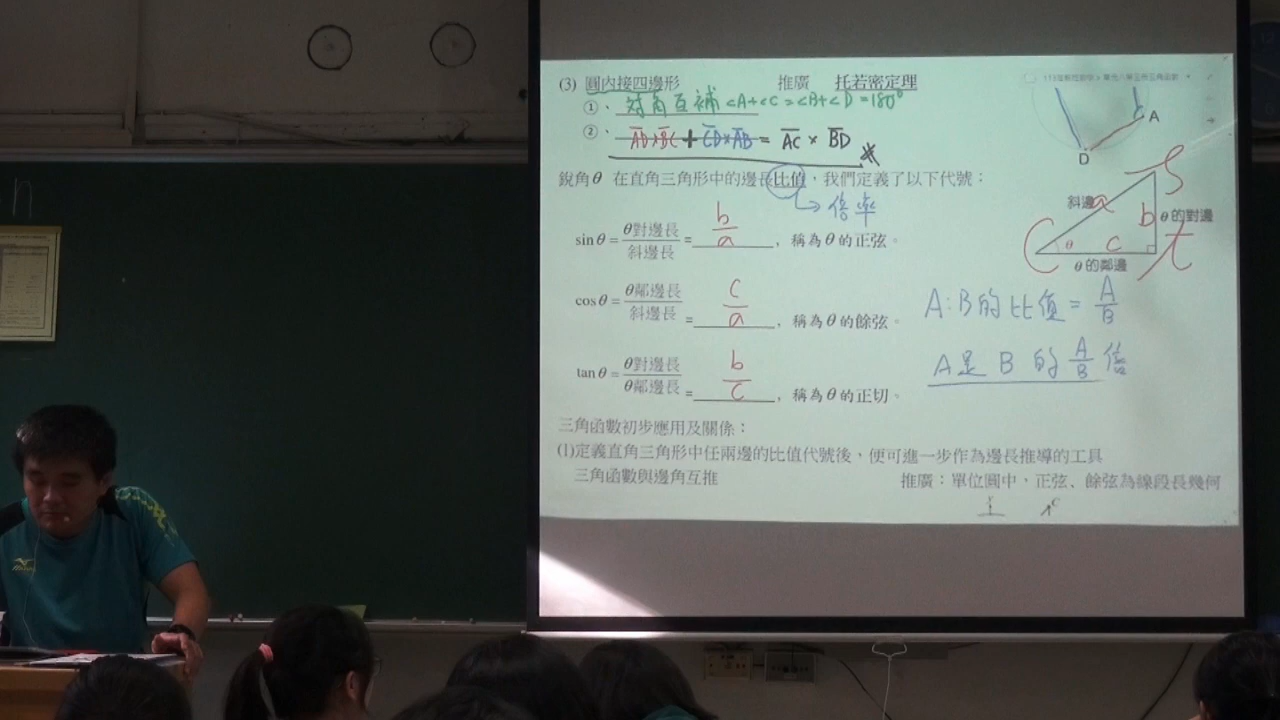 (3) 圓內接四邊形 推廣 托若密定理
①、對角互補 <A+<C=<B+<D=180°
②、AD×BC+CD×AB=AC×BD
A
D
銳角θ 在直角三角形中的邊長比值,我們定義了以下代號:
→倍率
sinθ=θ對邊長/斜邊長=b/a,稱為θ的正弦。
斜邊 a b θ的對邊
θ c
θ的鄰邊
cosθ=θ鄰邊長/斜邊長=c/a,稱為θ的餘弦。
A:B的比值=A/B
tanθ=θ對邊長/θ鄰邊長=b/c,稱為θ的正切。
A是B的A/B倍
三角函數初步應用及關係:
(1)定義直角三角形中任兩邊的比值代號後,便可進一步作為邊長推導的工具
三角函數與邊角互推 推廣:單位圓中,正弦、餘弦為線段長幾何